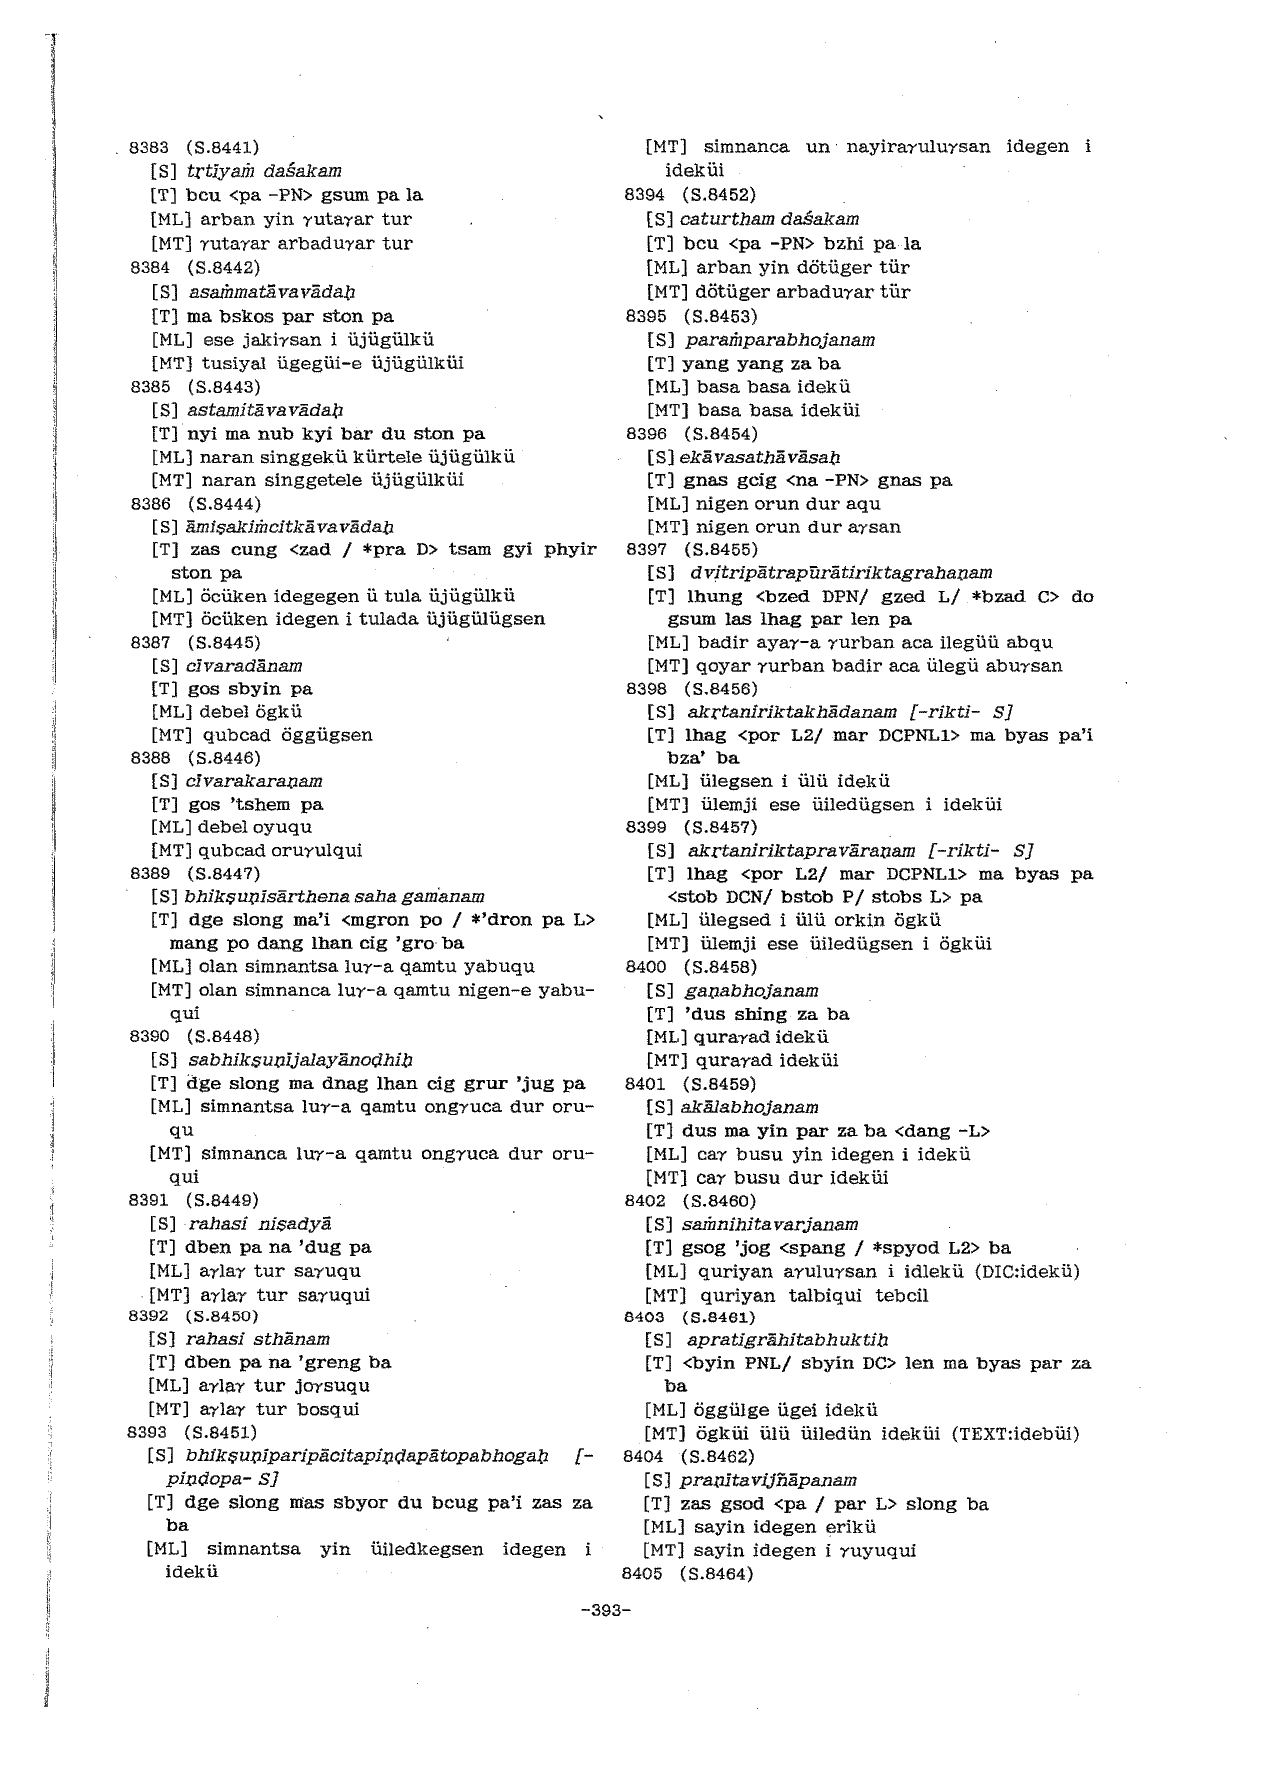 8383 (S.8441)
[S] tṛtīyaṁ daśakam
[T] bcu <pa -PN> gsum pa la
[ML] arban yin γutaγar tur
[MT] γutaγar arbaduγar tur
8384 (S.8442)
[S] asaṁmatāvavādaḥ
[T] ma bskos par ston pa
[ML] ese jakiγsan i üjügülkü
[MT] tusiyal ügegüi-e üjügülküi
8385 (S.8443)
[S] astamitāvavādaḥ
[T] nyi ma nub kyi bar du ston pa
[ML] naran singgekü kürtele üjügülkü
[MT] naran singgetele üjügülküi
8386 (S.8444)
[S] āmiṣakiṁcitkāvavādaḥ
[T] zas cung <zad / *pra D> tsam gyi phyir
ston pa
[ML] öcüken idegegen ü tula üjügülkü
[MT] öcüken idegen i tulada üjügülügsen
8387 (S.8445)
[S] cīvaradānam
[T] gos sbyin pa
[ML] debel ögkü
[MT] qubcad öggügsen
8388 (S.8446)
[S] cīvarakaraṇam
[T] gos 'tshem pa
[ML] debel oyuqu
[MT] qubcad oruγulqui
8389 (S.8447)
[S] bhikṣuṇīsārthena saha gamanam
[T] dge slong ma'i <mgron po / *'dron pa L>
mang po dang lhan cig 'gro ba
[ML] olan simnantsa luγ-a qamtu yabuqu
[MT] olan simnanca luγ-a qamtu nigen-e yabu-
qui
8390 (S.8448)
[S] sabhikṣuṇījalayānoḍhiḥ
[T] dge slong ma dnag lhan cig grur 'jug pa
[ML] simnantsa luγ-a qamtu ongγuca dur oru-
qu
[MT] simnanca luγ-a qamtu ongγuca dur oru-
qui
8391 (S.8449)
[S] rahasi niṣadyā
[T] dben pa na 'dug pa
[ML] aγlaγ tur saγuqu
[MT] aγlaγ tur saγuqui
8392 (S.8450)
[S] rahasi sthānam
[T] dben pa na 'greng ba
[ML] aγlaγ tur joγsuqu
[MT] aγlaγ tur bosqui
8393 (S.8451)
[S] bhikṣuṇīparipācitapiṇḍapātopabhogaḥ [-
piṇḍopa- S]
[T] dge slong mas sbyor du bcug pa'i zas za
ba
[ML] simnantsa yin üiledkegsen idegen i
idekü
[MT] simnanca un nayiraγuluγsan idegen i
ideküi
8394 (S.8452)
[S] caturtham daśakam
[T] bcu <pa -PN> bzhi pa la
[ML] arban yin dötüger tür
[MT] dötüger arbaduγar tür
8395 (S.8453)
[S] paraṁparabhojanam
[T] yang yang za ba
[ML] basa basa idekü
[MT] basa basa ideküi
8396 (S.8454)
[S] ekāvasathāvāsaḥ
[T] gnas gcig <na -PN> gnas pa
[ML] nigen orun dur aqu
[MT] nigen orun dur aγsan
8397 (S.8455)
[S] dvitripātrapūrātiriktagrahaṇam
[T] lhung <bzed DPN/ gzed L/ *bzad C> do
gsum las lhag par len pa
[ML] badir ayaγ-a γurban aca ilegüü abqu
[MT] qoyar γurban badir aca ülegü abuγsan
8398 (S.8456)
[S] akṛtaniriktakhādanam [-rikti- S]
[T] lhag <por L2/ mar DCPNL1> ma byas pa'i
bza' ba
[ML] ülegsen i ülü idekü
[MT] ülemji ese üiledügsen i ideküi
8399 (S.8457)
[S] akṛtaniriktapravāraṇam [-rikti- S]
[T] lhag <por L2/ mar DCPNL1> ma byas pa
<stob DCN/ bstob P/ stobs L> pa
[ML] ülegsed i ülü orkin ögkü
[MT] ülemji ese üiledügsen i ögküi
8400 (S.8458)
[S] gaṇabhojanam
[T] 'dus shing za ba
[ML] quraγad idekü
[MT] quraγad ideküi
8401 (S.8459)
[S] akālabhojanam
[T] dus ma yin par za ba <dang -L>
[ML] caγ busu yin idegen i idekü
[MT] caγ busu dur ideküi
8402 (S.8460)
[S] saṁnihitavarjanam
[T] gsog 'jog <spang / *spyod L2> ba
[ML] quriyan aγuluγsan i idlekü (DIC:idekü)
[MT] quriyan talbiqui tebcil
8403 (S.8461)
[S] apratigrāhitabhuktiḥ
[T] <byin PNL/ sbyin DC> len ma byas par za
ba
[ML] öggülge ügei idekü
[MT] ögküi ülü üiledün ideküi (TEXT:idebüi)
8404 (S.8462)
[S] praṇītavijñāpanam
[T] zas gsod <pa / par L> slong ba
[ML] sayin idegen erikü
[MT] sayin idegen i γuyuqui
8405 (S.8464)
-393-